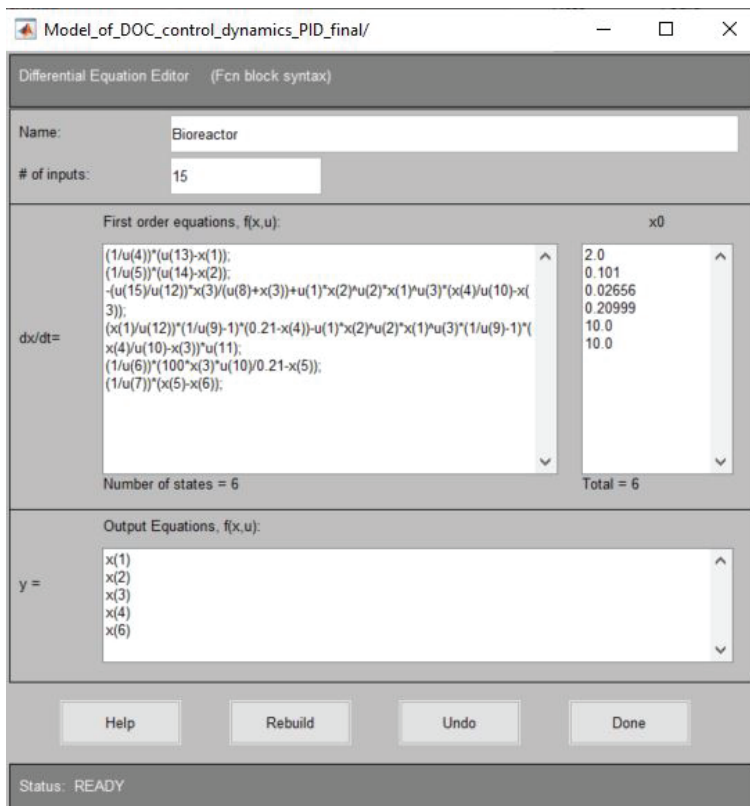 Model_of_DOC_control_dynamics_PID_final/
Differential Equation Editor (Fcn block syntax)
Name:
Bioreactor
# of inputs:
15
First order equations, f(x,u):
x0
dx/dt=
(1/u(4))*(u(13)-x(1));
(1/u(5))*(u(14)-x(2));
-(u(15)/u(12))*x(3)/(u(8)+x(3))+u(1)*x(2)^u(2)*x(1)^u(3)*(x(4)/u(10)-x(
3));
(x(1)/u(12))*(1/u(9)-1)*(0.21-x(4))-u(1)*x(2)^u(2)*x(1)^u(3)*(1/u(9)-1)*(
x(4)/u(10)-x(3))*u(11);
(1/u(6))*(100*x(3)*u(10)/0.21-x(5));
(1/u(7))*(x(5)-x(6));
2.0
0.101
0.02656
0.20999
10.0
10.0
Number of states = 6
Total = 6
Output Equations, f(x,u):
y =
x(1)
x(2)
x(3)
x(4)
x(6)
Help
Rebuild
Undo
Done
Status: READY